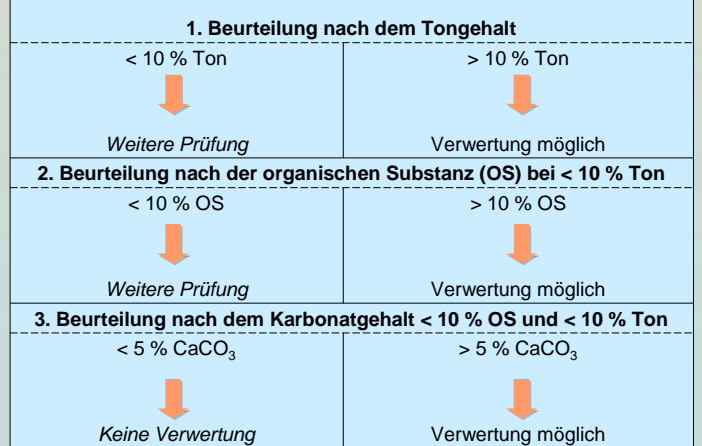 1. Beurteilung nach dem Tongehalt
< 10 % Ton > 10 % Ton
Weitere Prüfung Verwertung möglich
2. Beurteilung nach der organischen Substanz (OS) bei < 10 % Ton
< 10 % OS > 10 % OS
Weitere Prüfung Verwertung möglich
3. Beurteilung nach dem Karbonatgehalt < 10 % OS und < 10 % Ton
< 5 % CaCO₃ > 5 % CaCO₃
Keine Verwertung Verwertung möglich